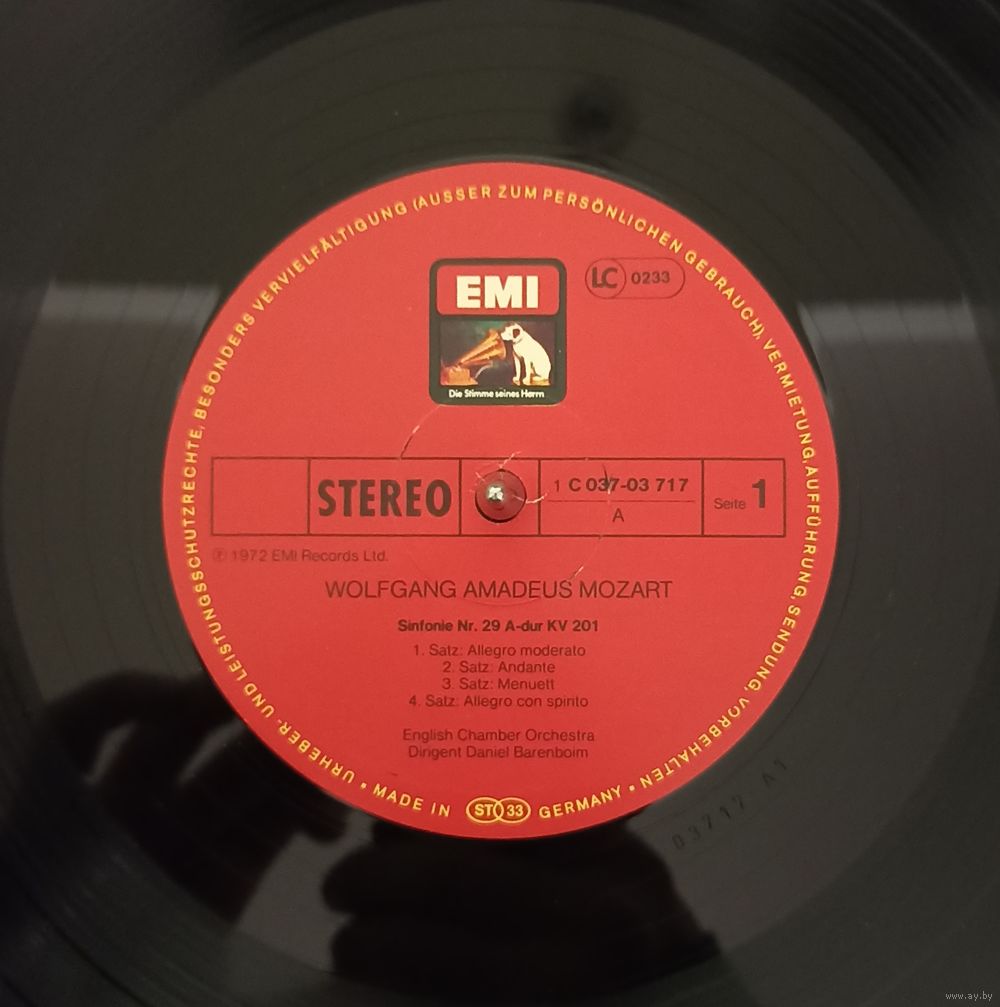 URHEBER- UND LEISTUNGSSCHUTZRECHTE, BESONDERS VERVIELFÄLTIGUNG (AUSSER ZUM PERSÖNLICHEN GEBRAUCH), VERMIETUNG, AUFFÜHRUNG, SENDUNG, VORBEHALTEN
EMI
LC 0233
Die Stimme seines Herrn
STEREO
1 C 037-03 717
A
Seite 1
℗ 1972 EMI Records Ltd.
WOLFGANG AMADEUS MOZART
Sinfonie Nr. 29 A-dur KV 201
1. Satz: Allegro moderato
2. Satz: Andante
3. Satz: Menuett
4. Satz: Allegro con spirito
English Chamber Orchestra
Dirigent Daniel Barenboim
• MADE IN ST 33 GERMANY •
03717 - A1
www.ay.by